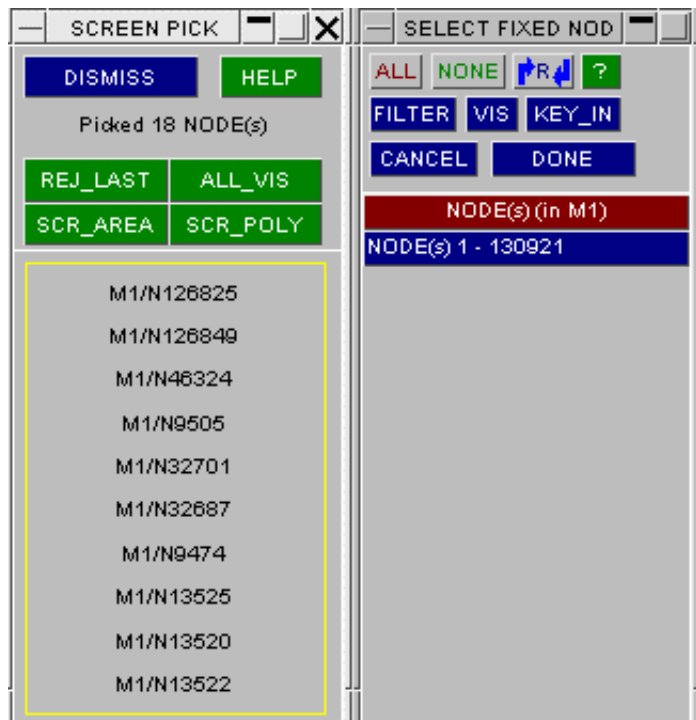 SCREEN PICK
DISMISS HELP
Picked 18 NODE(s)
REJ_LAST ALL_VIS
SCR_AREA SCR_POLY
M1/N126825
M1/N126849
M1/N46324
M1/N9505
M1/N32701
M1/N32687
M1/N9474
M1/N13525
M1/N13520
M1/N13522
SELECT FIXED NOD
ALL NONE R ?
FILTER VIS KEY_IN
CANCEL DONE
NODE(s) (in M1)
NODE(s) 1 - 130921